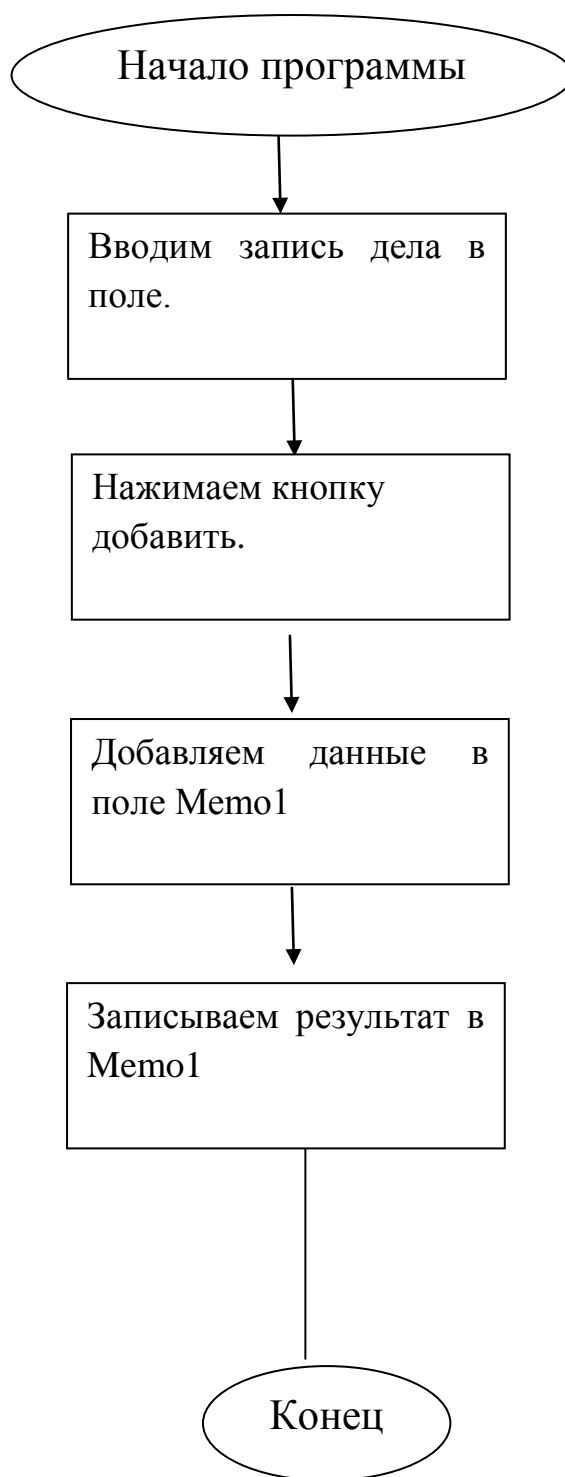 Начало программы
Вводим запись дела в
поле.
Нажимаем кнопку
добавить.
Добавляем данные в
поле Memo1
Записываем результат в
Memo1
Конец